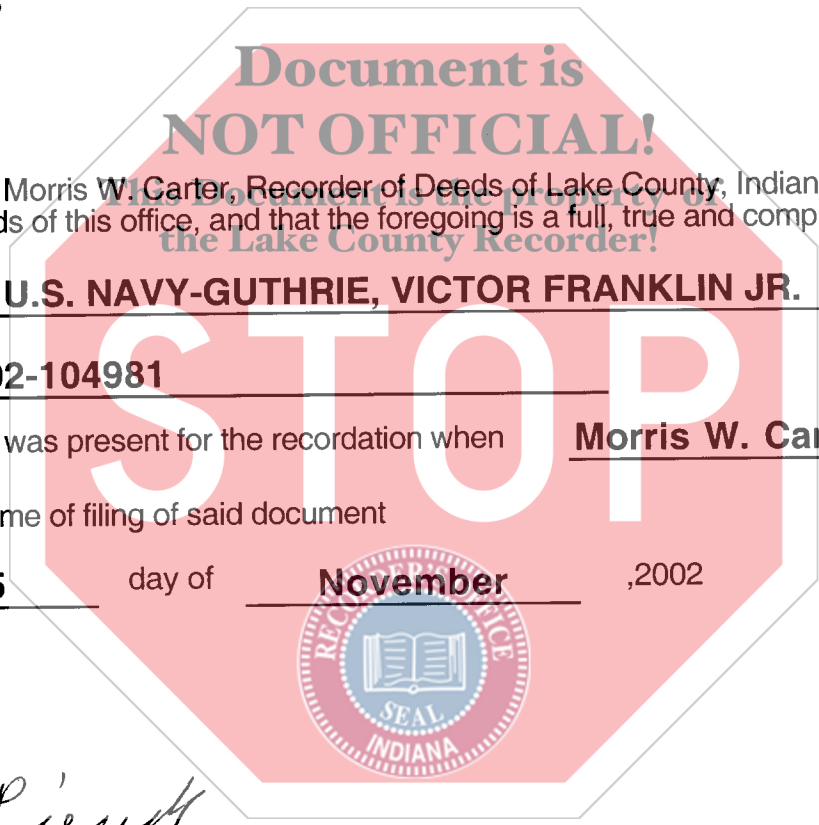 Document is
NOT OFFICIAL!
Morris W. Carter, Recorder of Deeds of Lake County, Indian
This Document is the property of
ds of this office, and that the foregoing is a full, true and comp
the Lake County Recorder!
U.S. NAVY-GUTHRIE, VICTOR FRANKLIN JR.
02-104981
STOP
was present for the recordation when Morris W. Car
me of filing of said document
5 day of November ,2002
RECORDER'S OFFICE
SEAL
INDIANA